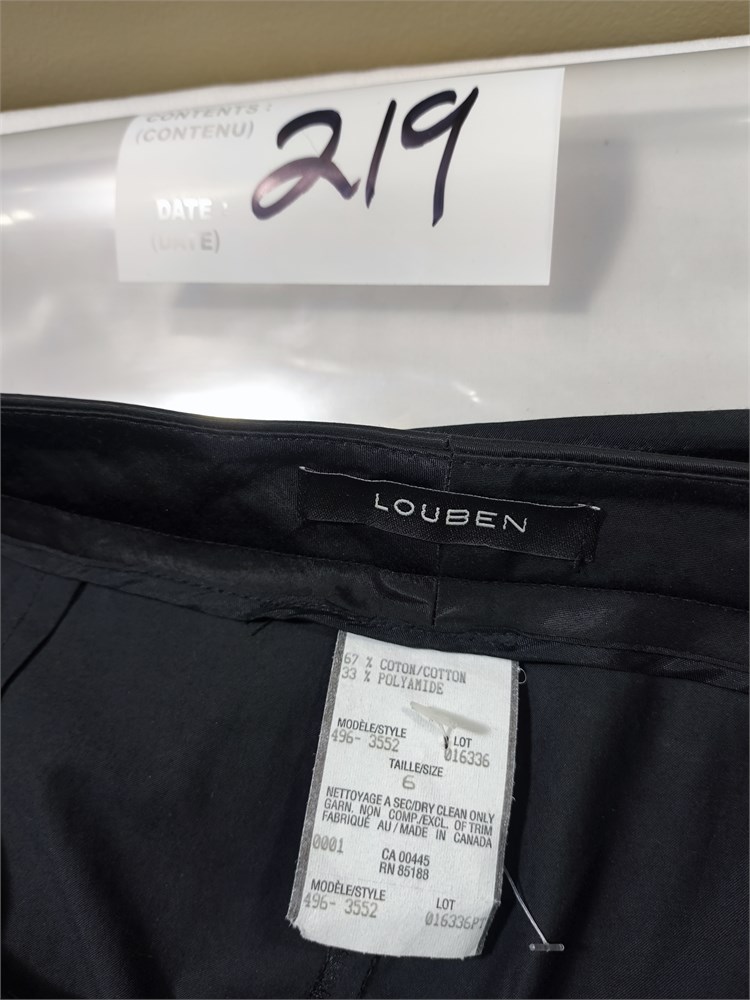 CONTENTS :
(CONTENU)
219
DATE :
(DATE)
LOUBEN
67 % COTON/COTTON
33 % POLYAMIDE
MODÈLE/STYLE LOT
496- 3552 016336
TAILLE/SIZE
6
NETTOYAGE A SEC/DRY CLEAN ONLY
GARN. NON COMP./EXCL. OF TRIM
FABRIQUÉ AU/MADE IN CANADA
0001 CA 00445
RN 85188
MODÈLE/STYLE LOT
496- 3552 016336PT